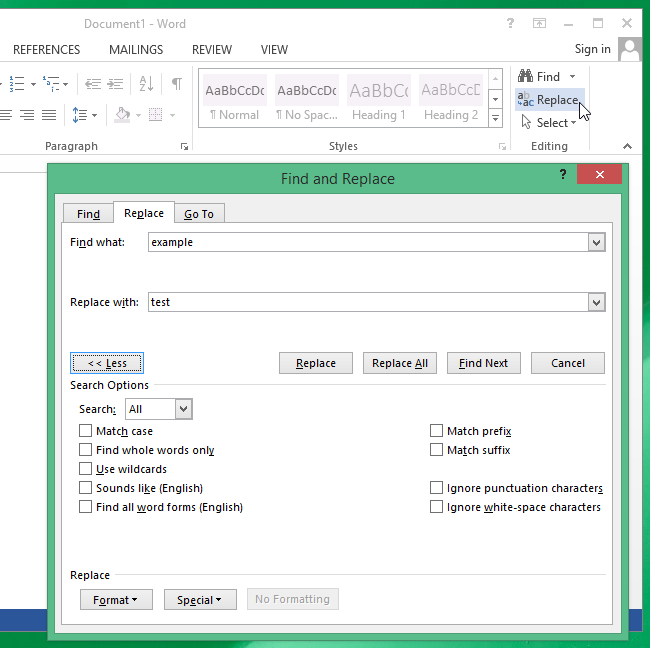 Document1 - Word
?
REFERENCES MAILINGS REVIEW VIEW Sign in
AaBbCcDc AaBbCcDc AaBbCc AaBbCcD
¶ Normal ¶ No Spac... Heading 1 Heading 2
Find
Replace
Select
Paragraph Styles Editing
Find and Replace ?
Find Replace Go To
Find what: example
Replace with: test
<< Less Replace Replace All Find Next Cancel
Search Options
Search: All
Match case Match prefix
Find whole words only Match suffix
Use wildcards
Sounds like (English) Ignore punctuation characters
Find all word forms (English) Ignore white-space characters
Replace
Format Special No Formatting